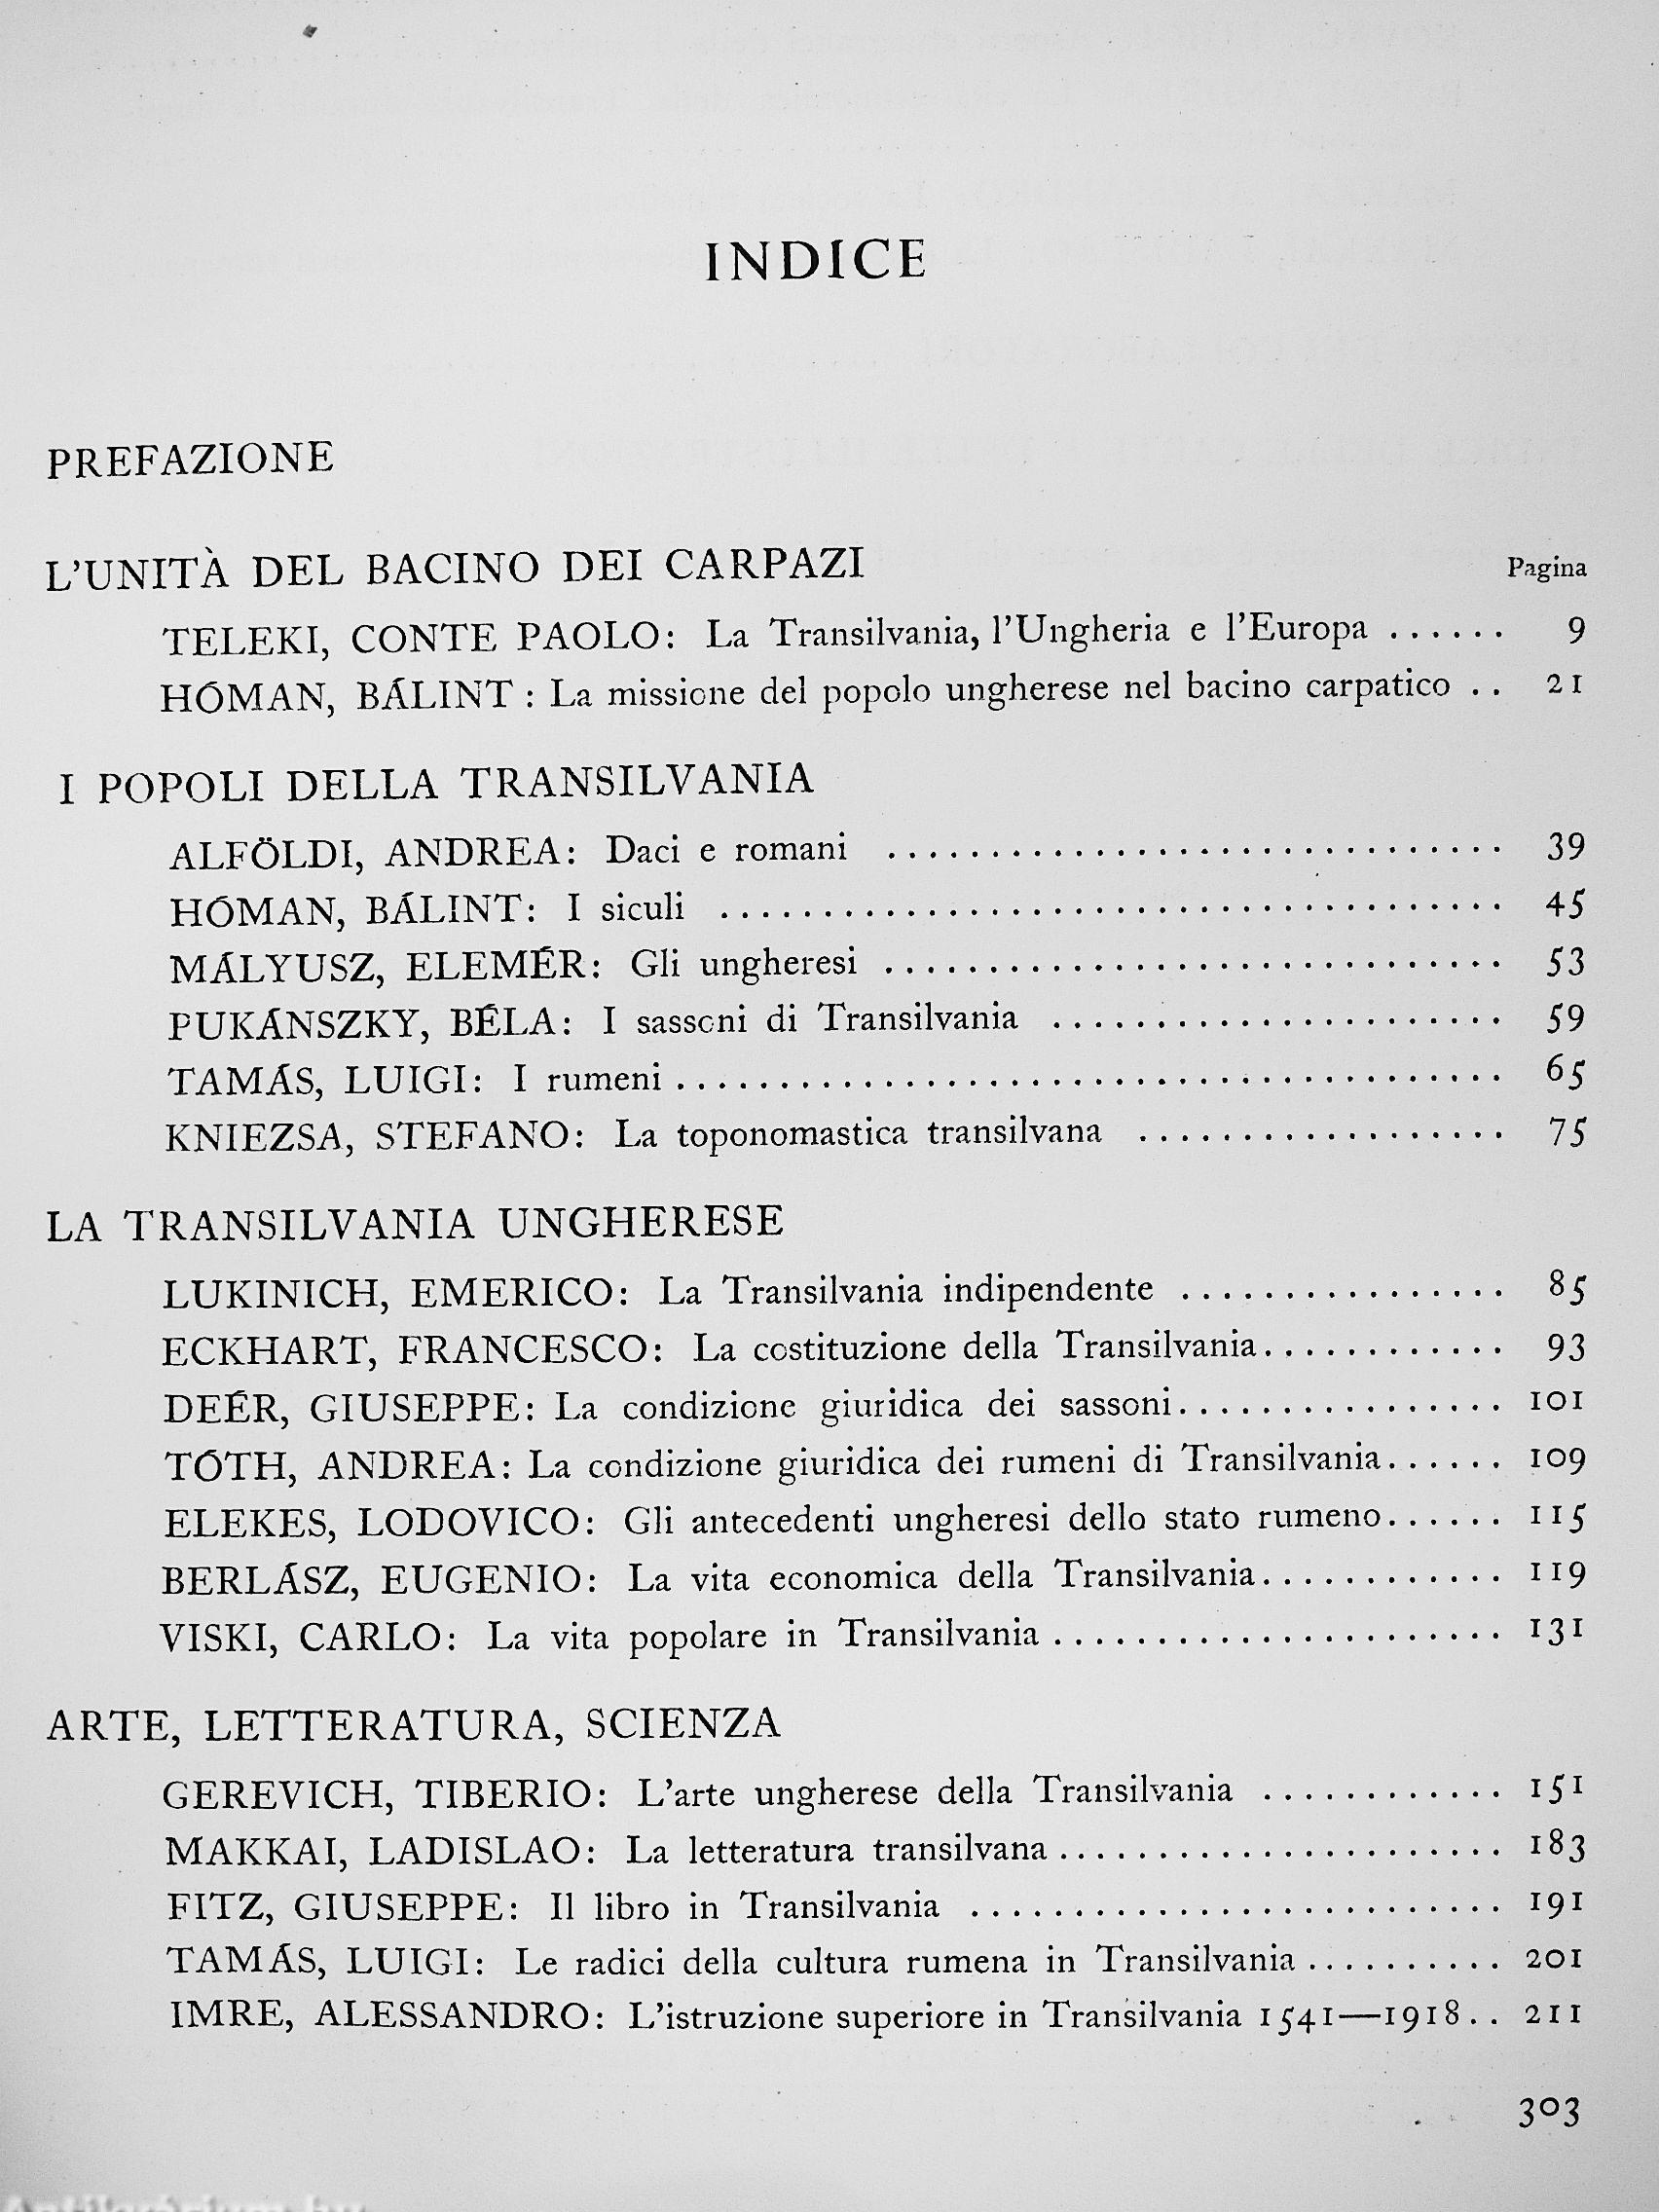 INDICE
PREFAZIONE
L'UNITÀ DEL BACINO DEI CARPAZI Pagina
TELEKI, CONTE PAOLO: La Transilvania, l'Ungheria e l'Europa ...... 9
HÓMAN, BÁLINT : La missione del popolo ungherese nel bacino carpatico .. 21
I POPOLI DELLA TRANSILVANIA
ALFÖLDI, ANDREA: Daci e romani .............................. 39
HÓMAN, BÁLINT: I siculi ...................................... 45
MÁLYUSZ, ELEMÉR: Gli ungheresi .............................. 53
PUKÁNSZKY, BÉLA: I sassoni di Transilvania ...................... 59
TAMÁS, LUIGI: I rumeni ........................................ 65
KNIEZSA, STEFANO: La toponomastica transilvana .................. 75
LA TRANSILVANIA UNGHERESE
LUKINICH, EMERICO: La Transilvania indipendente ................ 85
ECKHART, FRANCESCO: La costituzione della Transilvania............ 93
DEÉR, GIUSEPPE: La condizione giuridica dei sassoni................ 101
TÓTH, ANDREA: La condizione giuridica dei rumeni di Transilvania...... 109
ELEKES, LODOVICO: Gli antecedenti ungheresi dello stato rumeno...... 115
BERLÁSZ, EUGENIO: La vita economica della Transilvania............ 119
VISKI, CARLO: La vita popolare in Transilvania ...................... 131
ARTE, LETTERATURA, SCIENZA
GEREVICH, TIBERIO: L'arte ungherese della Transilvania ............ 151
MAKKAI, LADISLAO: La letteratura transilvana ...................... 183
FITZ, GIUSEPPE: Il libro in Transilvania .......................... 191
TAMÁS, LUIGI: Le radici della cultura rumena in Transilvania .......... 201
IMRE, ALESSANDRO: L'istruzione superiore in Transilvania 1541—1918.. 211
303